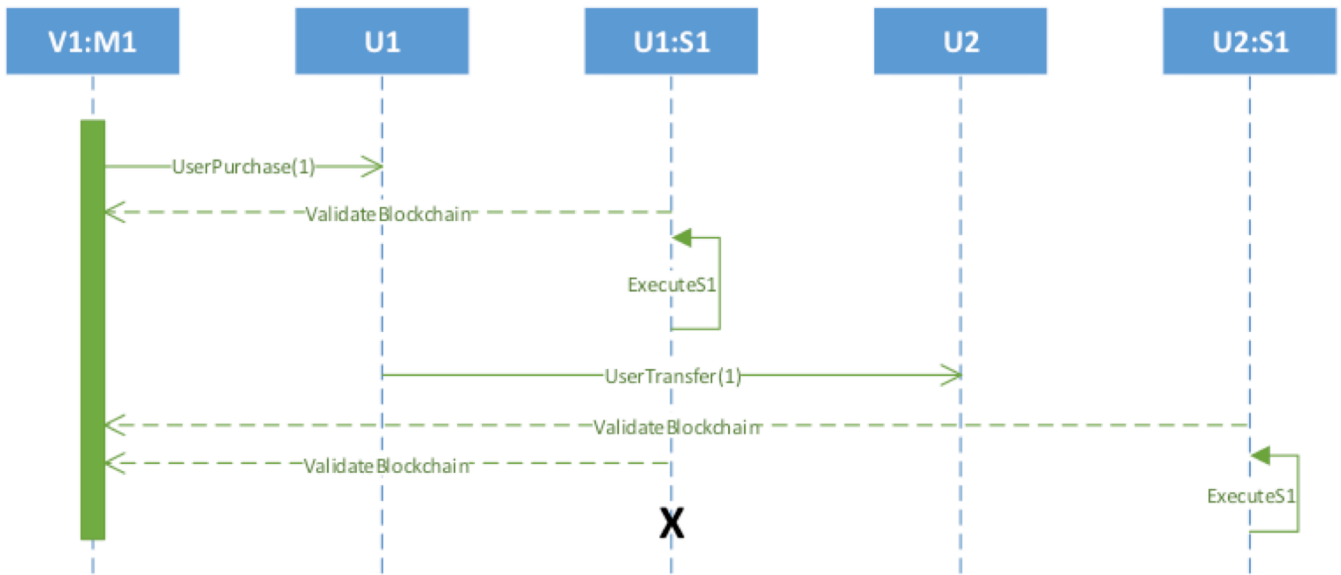 V1:M1
U1
U1:S1
U2
U2:S1
UserPurchase(1)
ValidateBlockchain
ExecuteS1
UserTransfer(1)
ValidateBlockchain
ValidateBlockchain
ExecuteS1
X